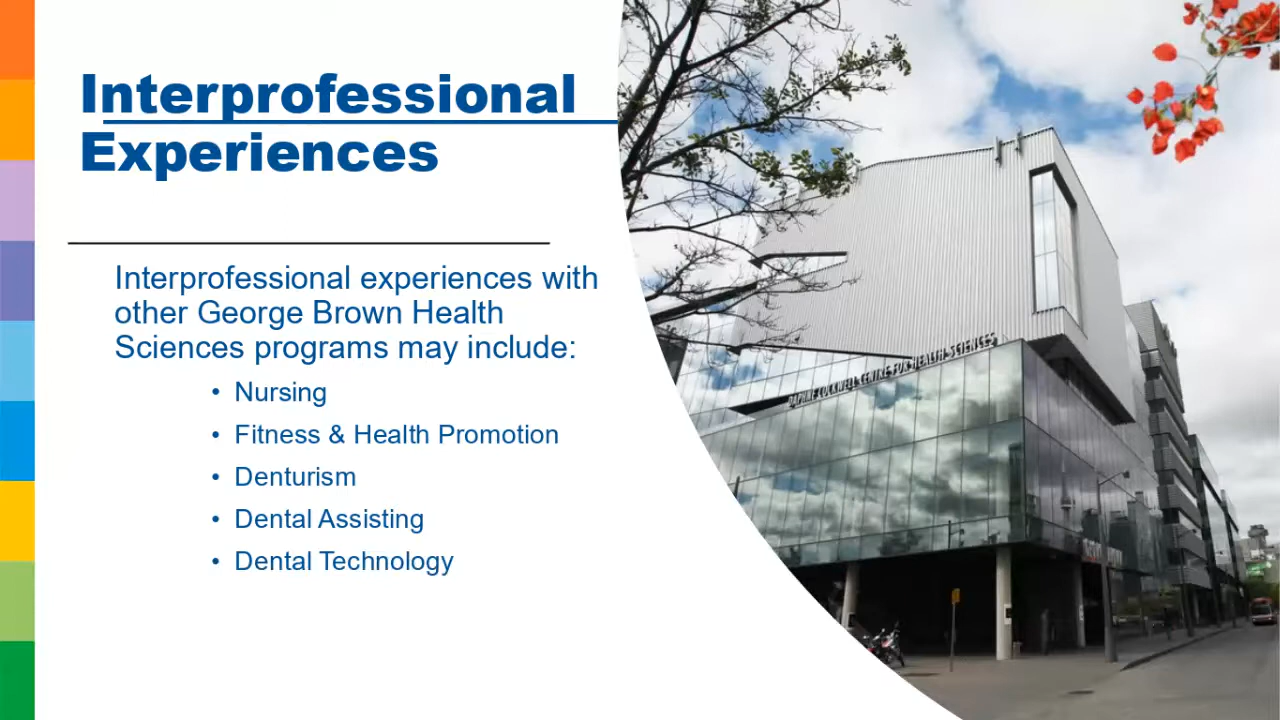 Interprofessional
Experiences
Interprofessional experiences with
other George Brown Health
Sciences programs may include:
• Nursing
• Fitness & Health Promotion
• Denturism
• Dental Assisting
• Dental Technology
DAPHNE COCKWELL CENTRE FOR HEALTH SCIENCES